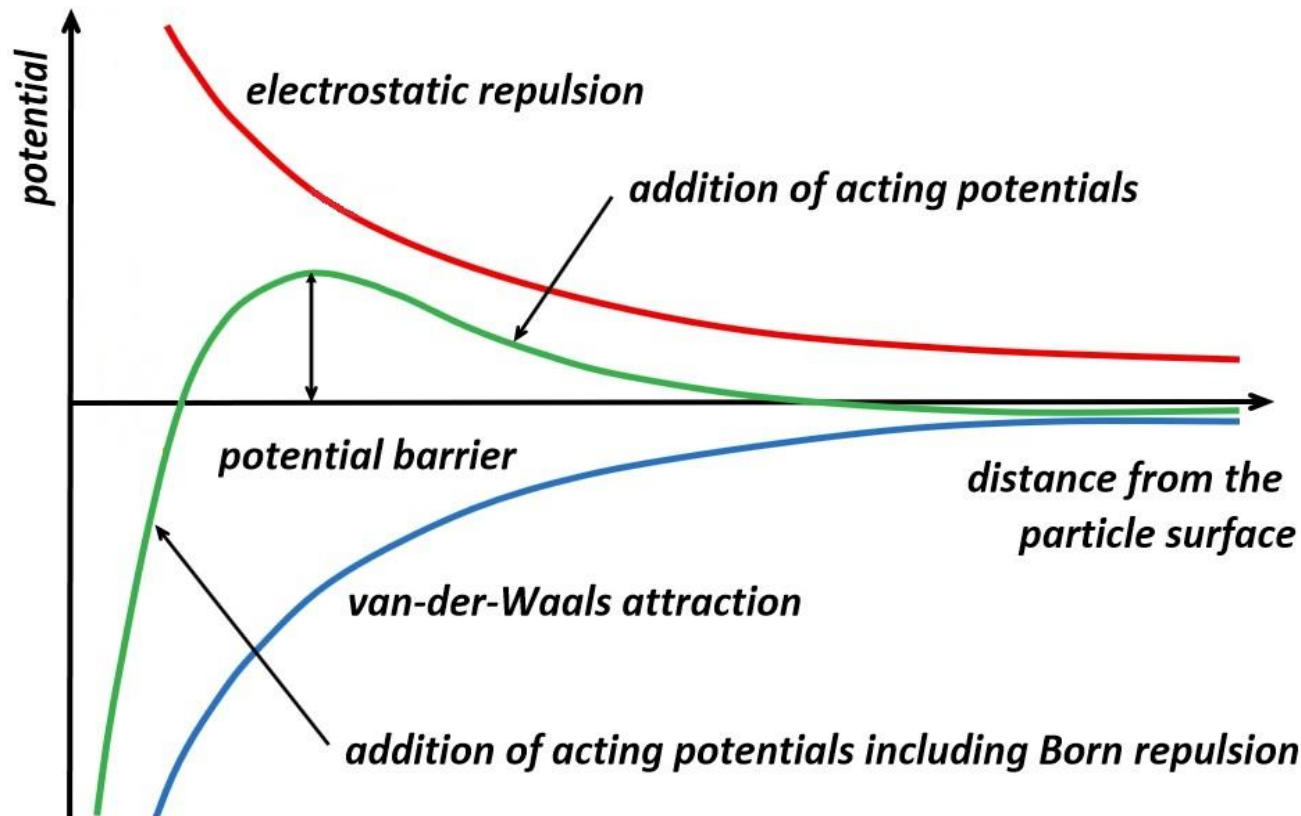 potential
electrostatic repulsion
addition of acting potentials
potential barrier
distance from the
particle surface
van-der-Waals attraction
addition of acting potentials including Born repulsion